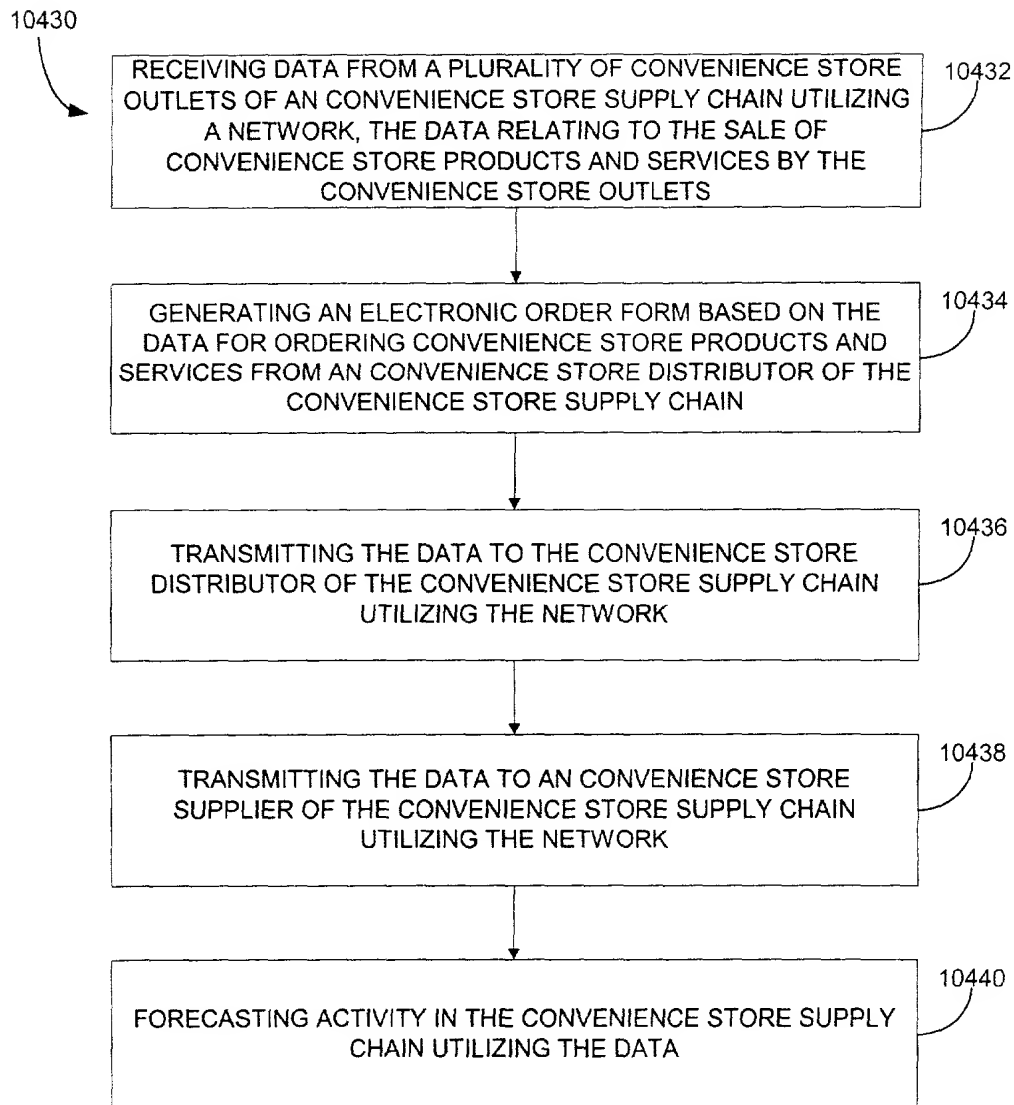 10430
RECEIVING DATA FROM A PLURALITY OF CONVENIENCE STORE
OUTLETS OF AN CONVENIENCE STORE SUPPLY CHAIN UTILIZING
A NETWORK, THE DATA RELATING TO THE SALE OF
CONVENIENCE STORE PRODUCTS AND SERVICES BY THE
CONVENIENCE STORE OUTLETS
10432
GENERATING AN ELECTRONIC ORDER FORM BASED ON THE
DATA FOR ORDERING CONVENIENCE STORE PRODUCTS AND
SERVICES FROM AN CONVENIENCE STORE DISTRIBUTOR OF THE
CONVENIENCE STORE SUPPLY CHAIN
10434
TRANSMITTING THE DATA TO THE CONVENIENCE STORE
DISTRIBUTOR OF THE CONVENIENCE STORE SUPPLY CHAIN
UTILIZING THE NETWORK
10436
TRANSMITTING THE DATA TO AN CONVENIENCE STORE
SUPPLIER OF THE CONVENIENCE STORE SUPPLY CHAIN
UTILIZING THE NETWORK
10438
FORECASTING ACTIVITY IN THE CONVENIENCE STORE SUPPLY
CHAIN UTILIZING THE DATA
10440